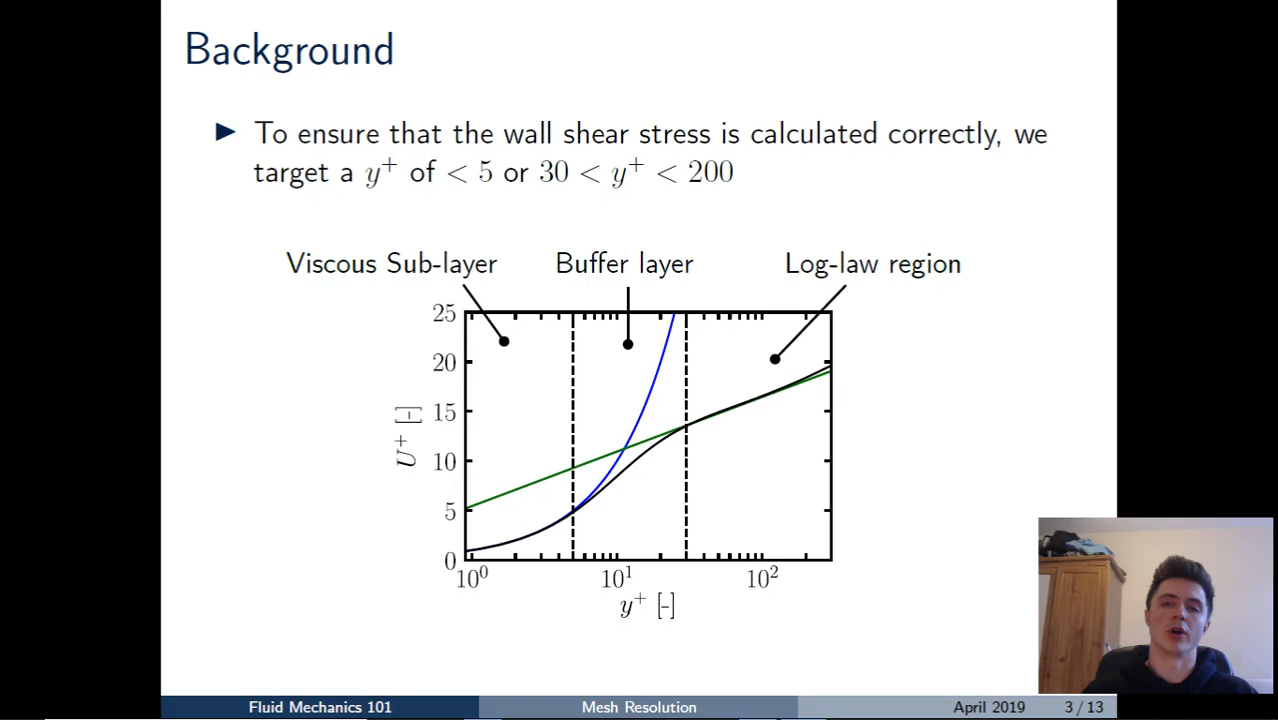 Background
▶ To ensure that the wall shear stress is calculated correctly, we
target a y⁺ of < 5 or 30 < y⁺ < 200
Viscous Sub-layer Buffer layer Log-law region
25
20
15
10
5
0
U⁺ [-]
10⁰ 10¹ 10²
y⁺ [-]
Fluid Mechanics 101 Mesh Resolution April 2019 3 / 13